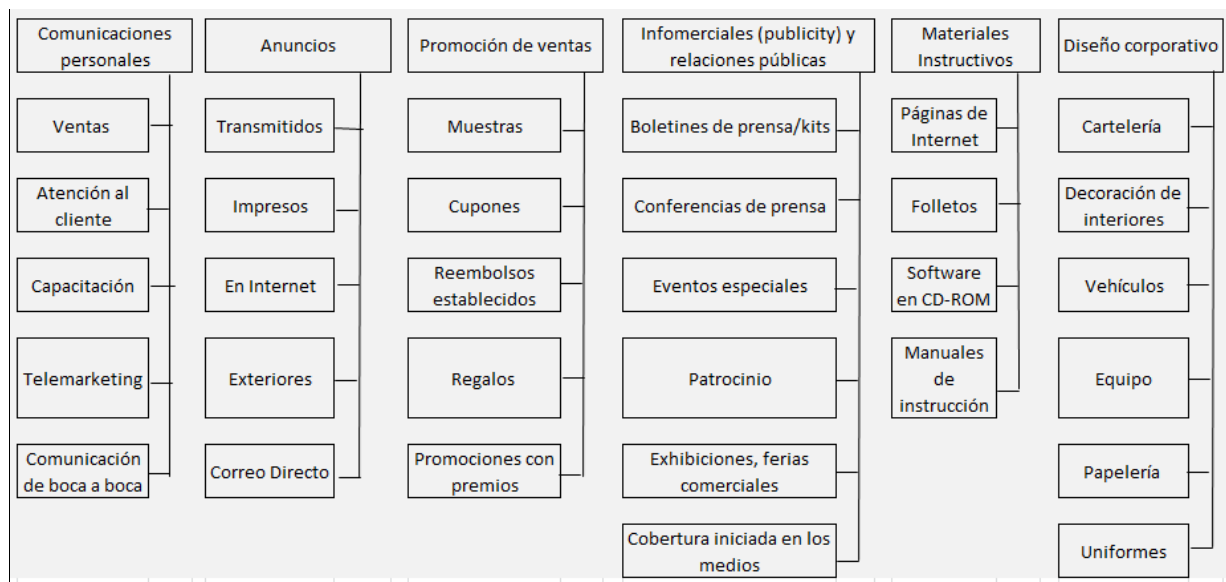 Comunicaciones
personales
Ventas
Atención al
cliente
Capacitación
Telemarketing
Comunicación
de boca a boca
Anuncios
Transmitidos
Impresos
En Internet
Exteriores
Correo Directo
Promoción de ventas
Muestras
Cupones
Reembolsos
establecidos
Regalos
Promociones con
premios
Infomerciales (publicity) y
relaciones públicas
Boletines de prensa/kits
Conferencias de prensa
Eventos especiales
Patrocinio
Exhibiciones, ferias
comerciales
Cobertura iniciada en los
medios
Materiales
Instructivos
Páginas de
Internet
Folletos
Software
en CD-ROM
Manuales
de
instrucción
Diseño corporativo
Cartelería
Decoración de
interiores
Vehículos
Equipo
Papelería
Uniformes